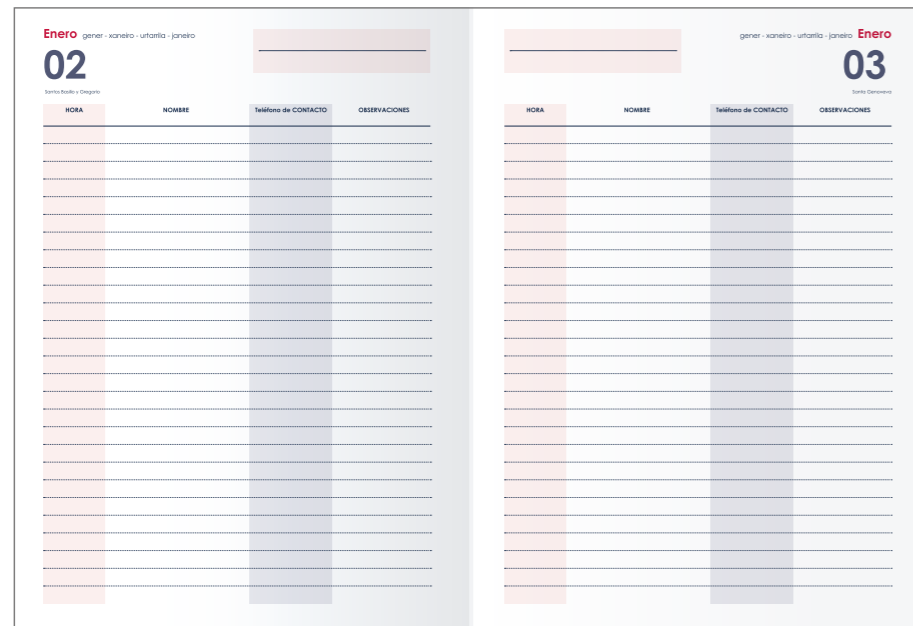 Enero gener - xaneiro - urtarrila - janeiro
02
Santos Basilio y Gregorio
HORA NOMBRE Teléfono de CONTACTO OBSERVACIONES
gener - xaneiro - urtarrila - janeiro Enero
03
Santa Genoveva
HORA NOMBRE Teléfono de CONTACTO OBSERVACIONES